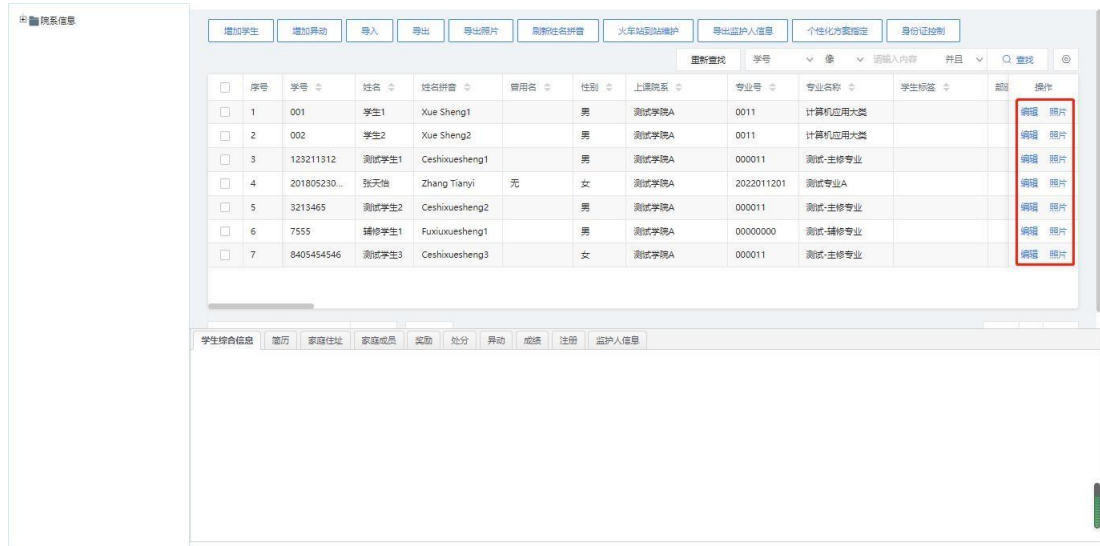 院系信息
增加学生 增加异动 导入 导出 导出照片 刷新姓名拼音 火车站到站维护 导出监护人信息 个性化方案指定 身份证控制
重新查找 学号 像 请输入内容 并且 查找
序号 学号 姓名 姓名拼音 曾用名 性别 上课院系 专业号 专业名称 学生标签 操作
1 001 学生1 Xue Sheng1 男 测试学院A 0011 计算机应用大类 编辑 照片
2 002 学生2 Xue Sheng2 男 测试学院A 0011 计算机应用大类 编辑 照片
3 123211312 测试学生1 Ceshixuesheng1 男 测试学院A 000011 测试-主修专业 编辑 照片
4 201805230... 张天怡 Zhang Tianyi 无 女 测试学院A 2022011201 测试专业A 编辑 照片
5 3213465 测试学生2 Ceshixuesheng2 男 测试学院A 000011 测试-主修专业 编辑 照片
6 7555 辅修学生1 Fuxiuxuesheng1 男 测试学院A 00000000 测试-辅修专业 编辑 照片
7 8405454546 测试学生3 Ceshixuesheng3 女 测试学院A 000011 测试-主修专业 编辑 照片
学生综合信息 简历 家庭住址 家庭成员 奖励 处分 异动 成绩 注册 监护人信息